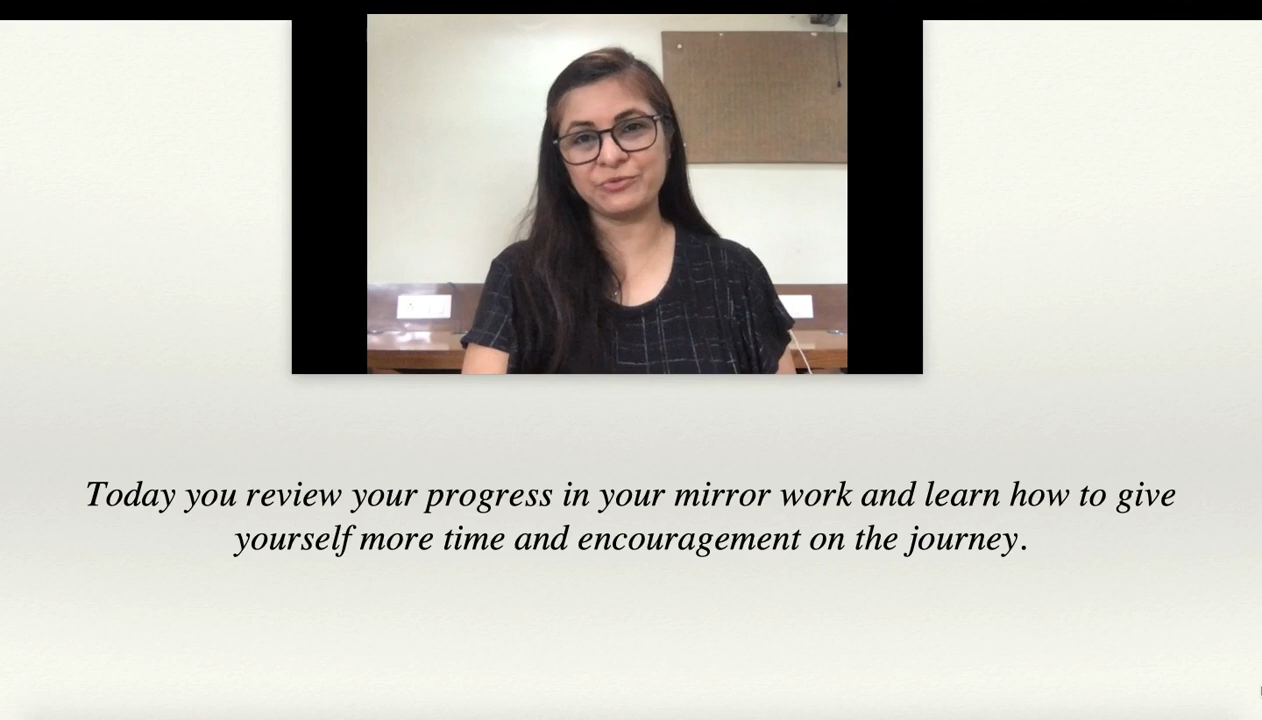 Today you review your progress in your mirror work and learn how to give
yourself more time and encouragement on the journey.